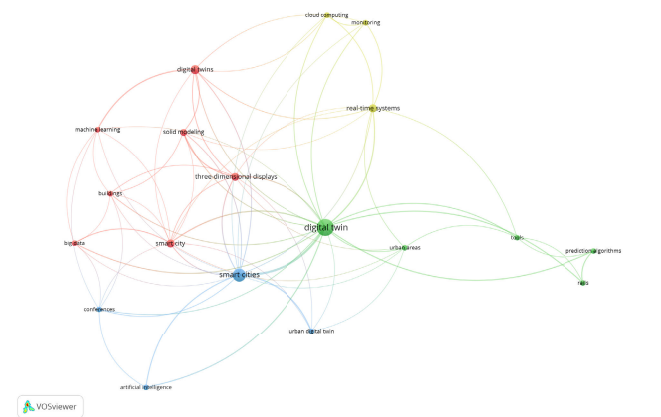 cloud computing
monitoring
digital twins
real-time systems
machine learning
solid modeling
three-dimensional displays
buildings
digital twin
tools
big data
smart city
urban areas
prediction algorithms
smart cities
rails
conferences
urban digital twin
artificial intelligence
VOSviewer